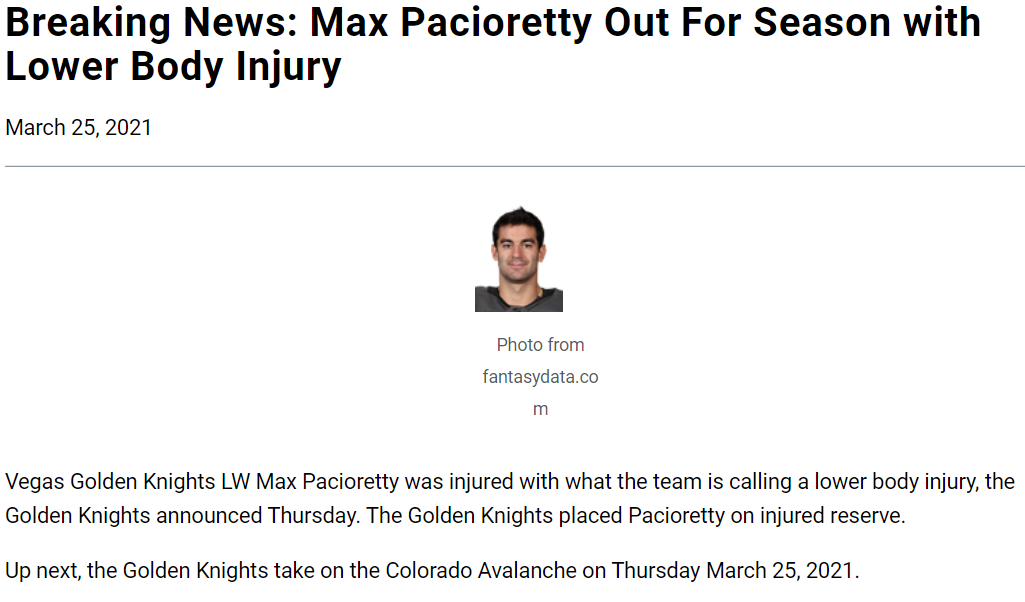 Breaking News: Max Pacioretty Out For Season with
Lower Body Injury
March 25, 2021
Photo from
fantasydata.co
m
Vegas Golden Knights LW Max Pacioretty was injured with what the team is calling a lower body injury, the
Golden Knights announced Thursday. The Golden Knights placed Pacioretty on injured reserve.
Up next, the Golden Knights take on the Colorado Avalanche on Thursday March 25, 2021.